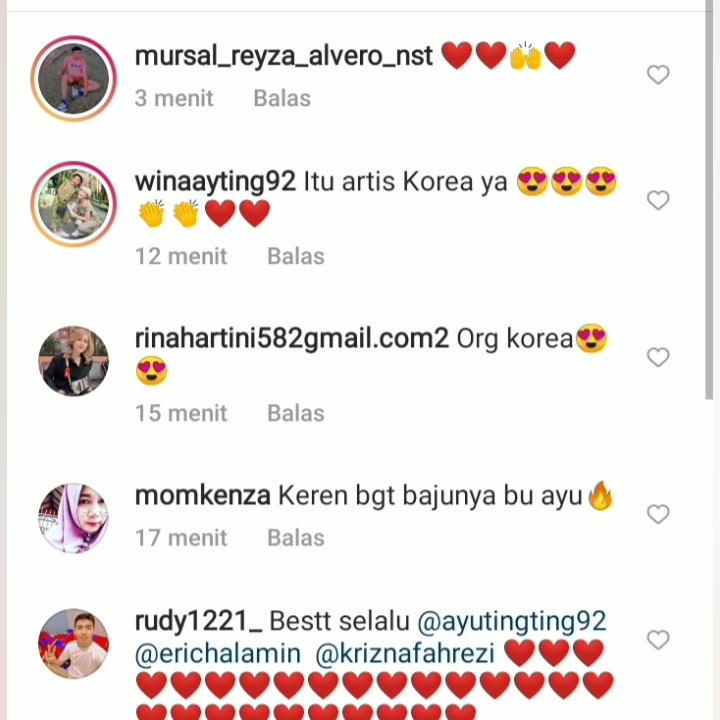 mursal_reyza_alvero_nst ❤️❤️🙌❤️
3 menit Balas
winaayting92 Itu artis Korea ya 😍😍😍
👏👏❤️❤️
12 menit Balas
rinahartini582gmail.com2 Org korea😍
😍
15 menit Balas
momkenza Keren bgt bajunya bu ayu🔥
17 menit Balas
rudy1221_ Bestt selalu @ayutingting92
@erichalamin @kriznafahrezi ❤️❤️❤️
❤️❤️❤️❤️❤️❤️❤️❤️❤️❤️❤️❤️❤️❤️
❤️❤️❤️❤️❤️❤️❤️❤️❤️❤️